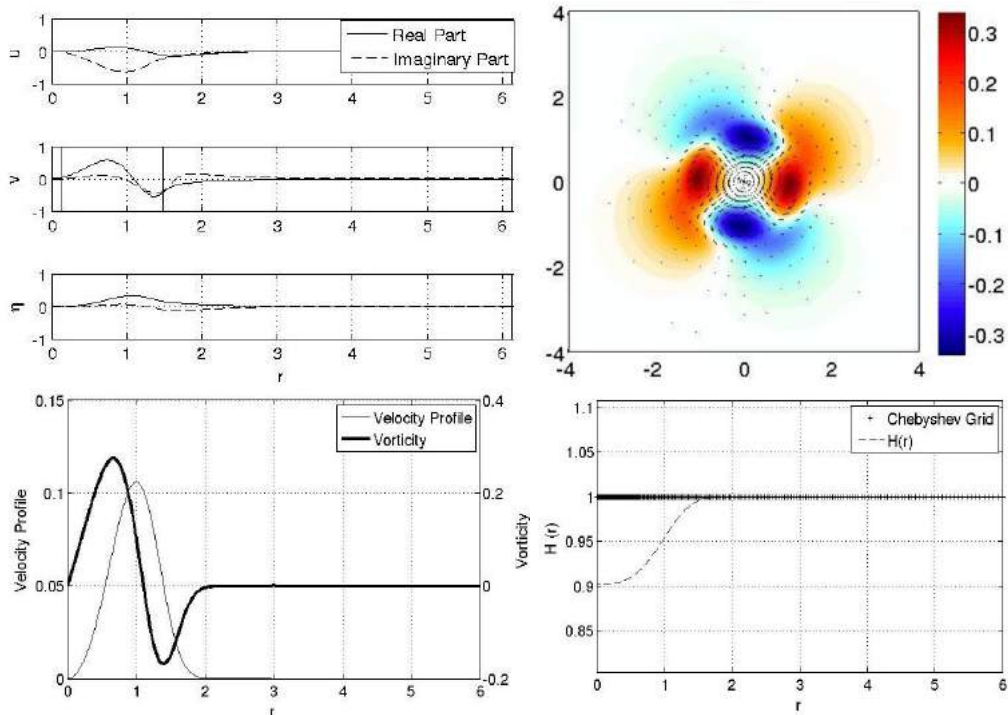 1
u 0
-1
0 1 2 3 4 5 6
Real Part
Imaginary Part
1
v 0
-1
0 1 2 3 4 5 6
1
η 0
-1
0 1 2 3 4 5 6
r
4
2
0
-2
-4
-4 -2 0 2 4
0.3
0.2
0.1
0
-0.1
-0.2
-0.3
0.15
0.1
0.05
0
Velocity Profile
Velocity Profile
Vorticity
0.4
0.2
0
-0.2
Vorticity
0 1 2 3 4 5 6
r
1.1
1.05
1
0.95
0.9
0.85
H (r)
Chebyshev Grid
H(r)
0 1 2 3 4 5 6
r